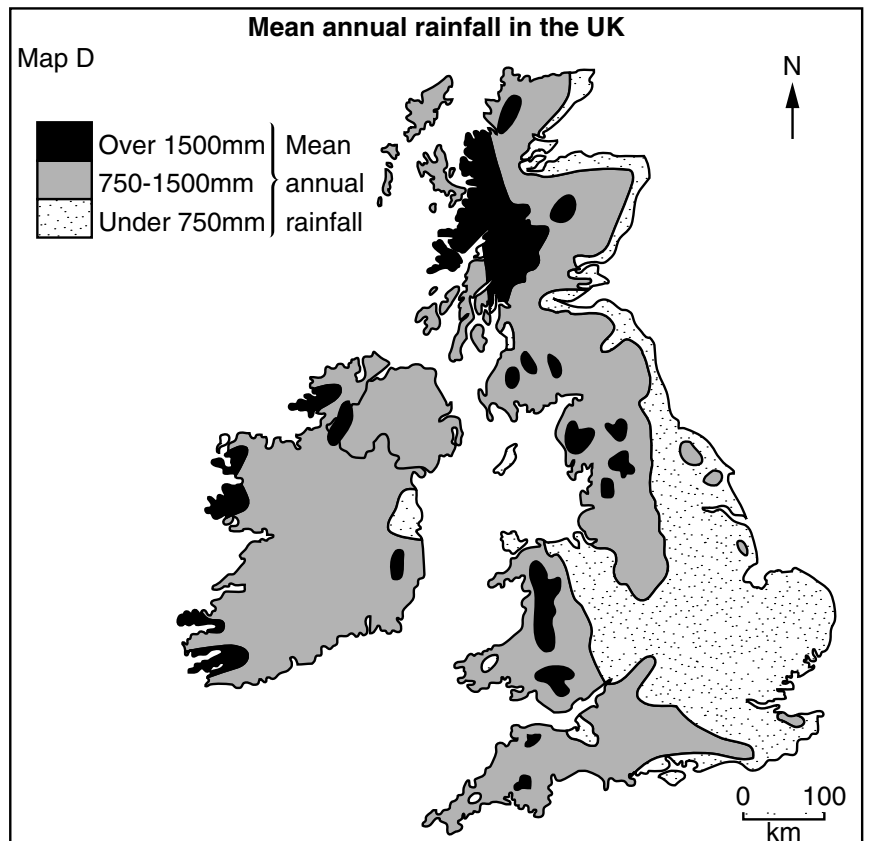 Mean annual rainfall in the UK
Map D
N
Over 1500mm Mean
750-1500mm annual
Under 750mm rainfall
0 100
km